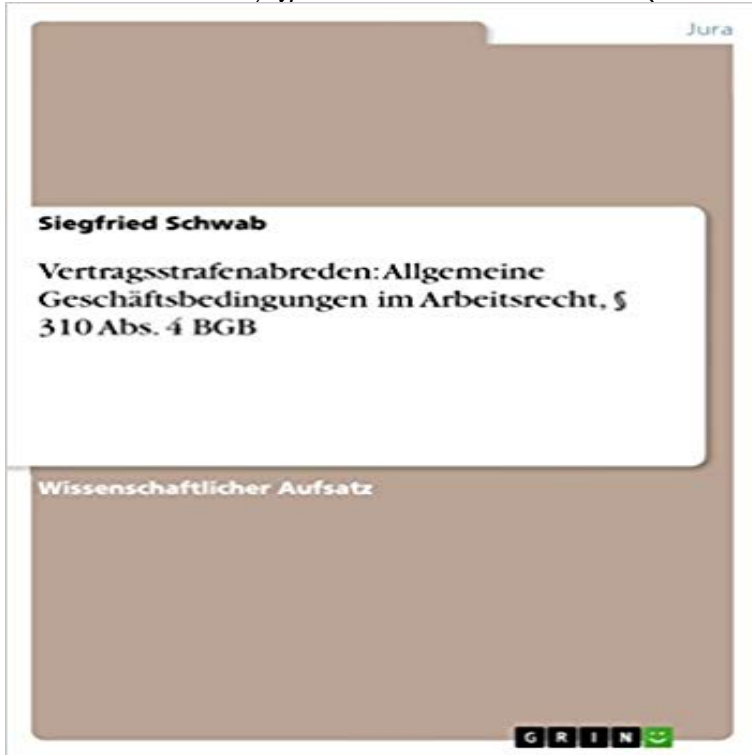 Jura
Siegfried Schwab
Vertragsstrafenabreden: Allgemeine
Geschäftsbedingungen im Arbeitsrecht, §
310 Abs. 4 BGB
Wissenschaftlicher Aufsatz
GRIN